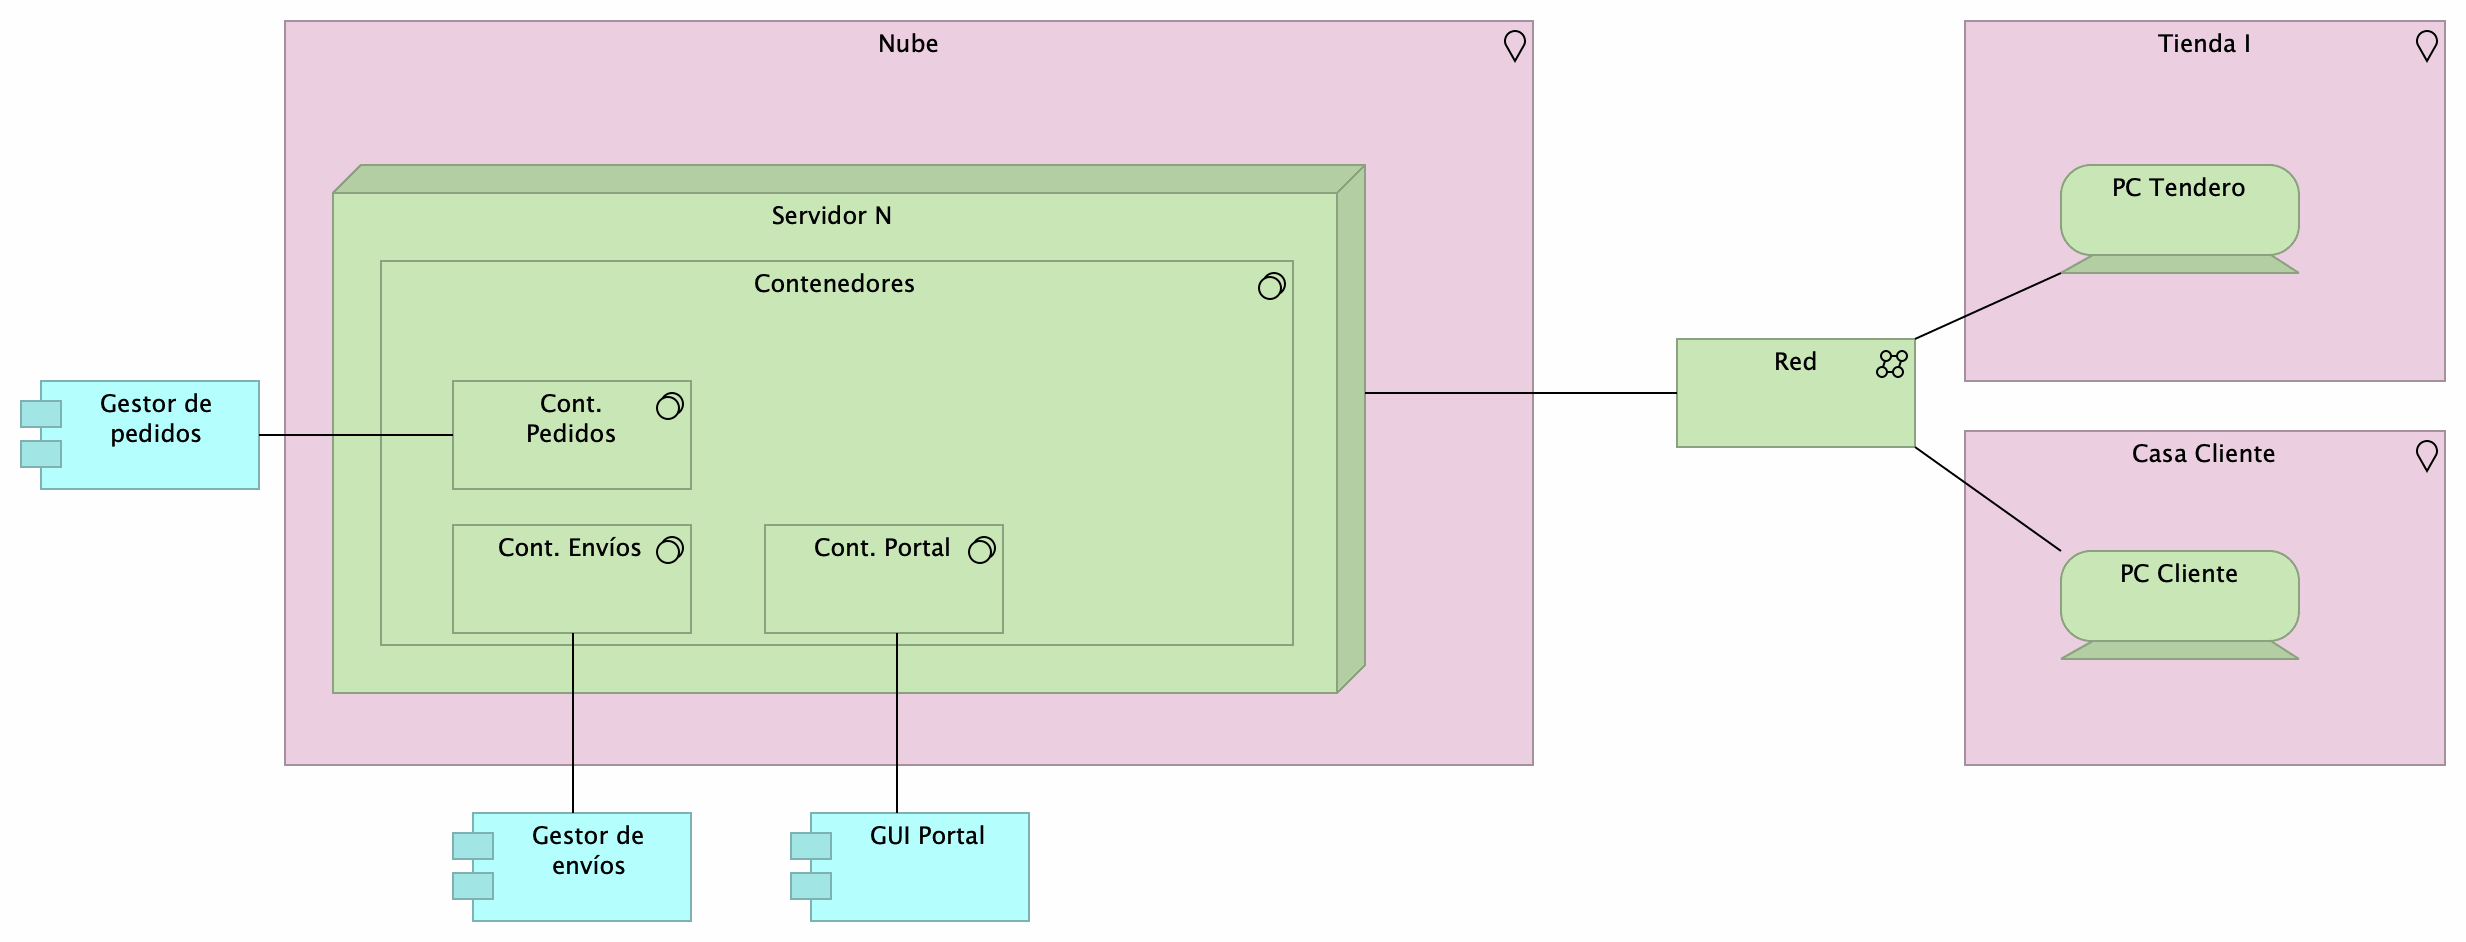 Nube
Tienda I
PC Tendero
Servidor N
Contenedores
Red
Gestor de
pedidos
Cont.
Pedidos
Casa Cliente
Cont. Envíos
Cont. Portal
PC Cliente
Gestor de
envíos
GUI Portal